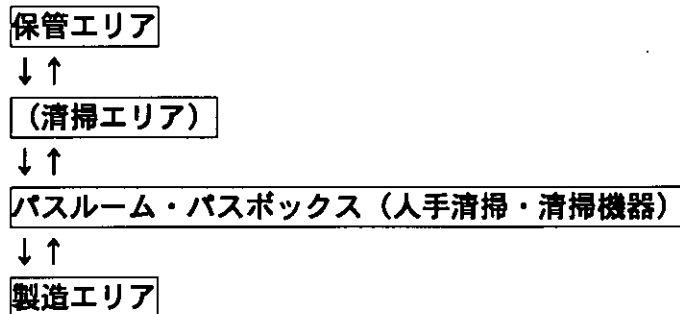 保管エリア
↓↑
（清掃エリア）
↓↑
パスルーム・パスボックス（人手清掃・清掃機器）
↓↑
製造エリア